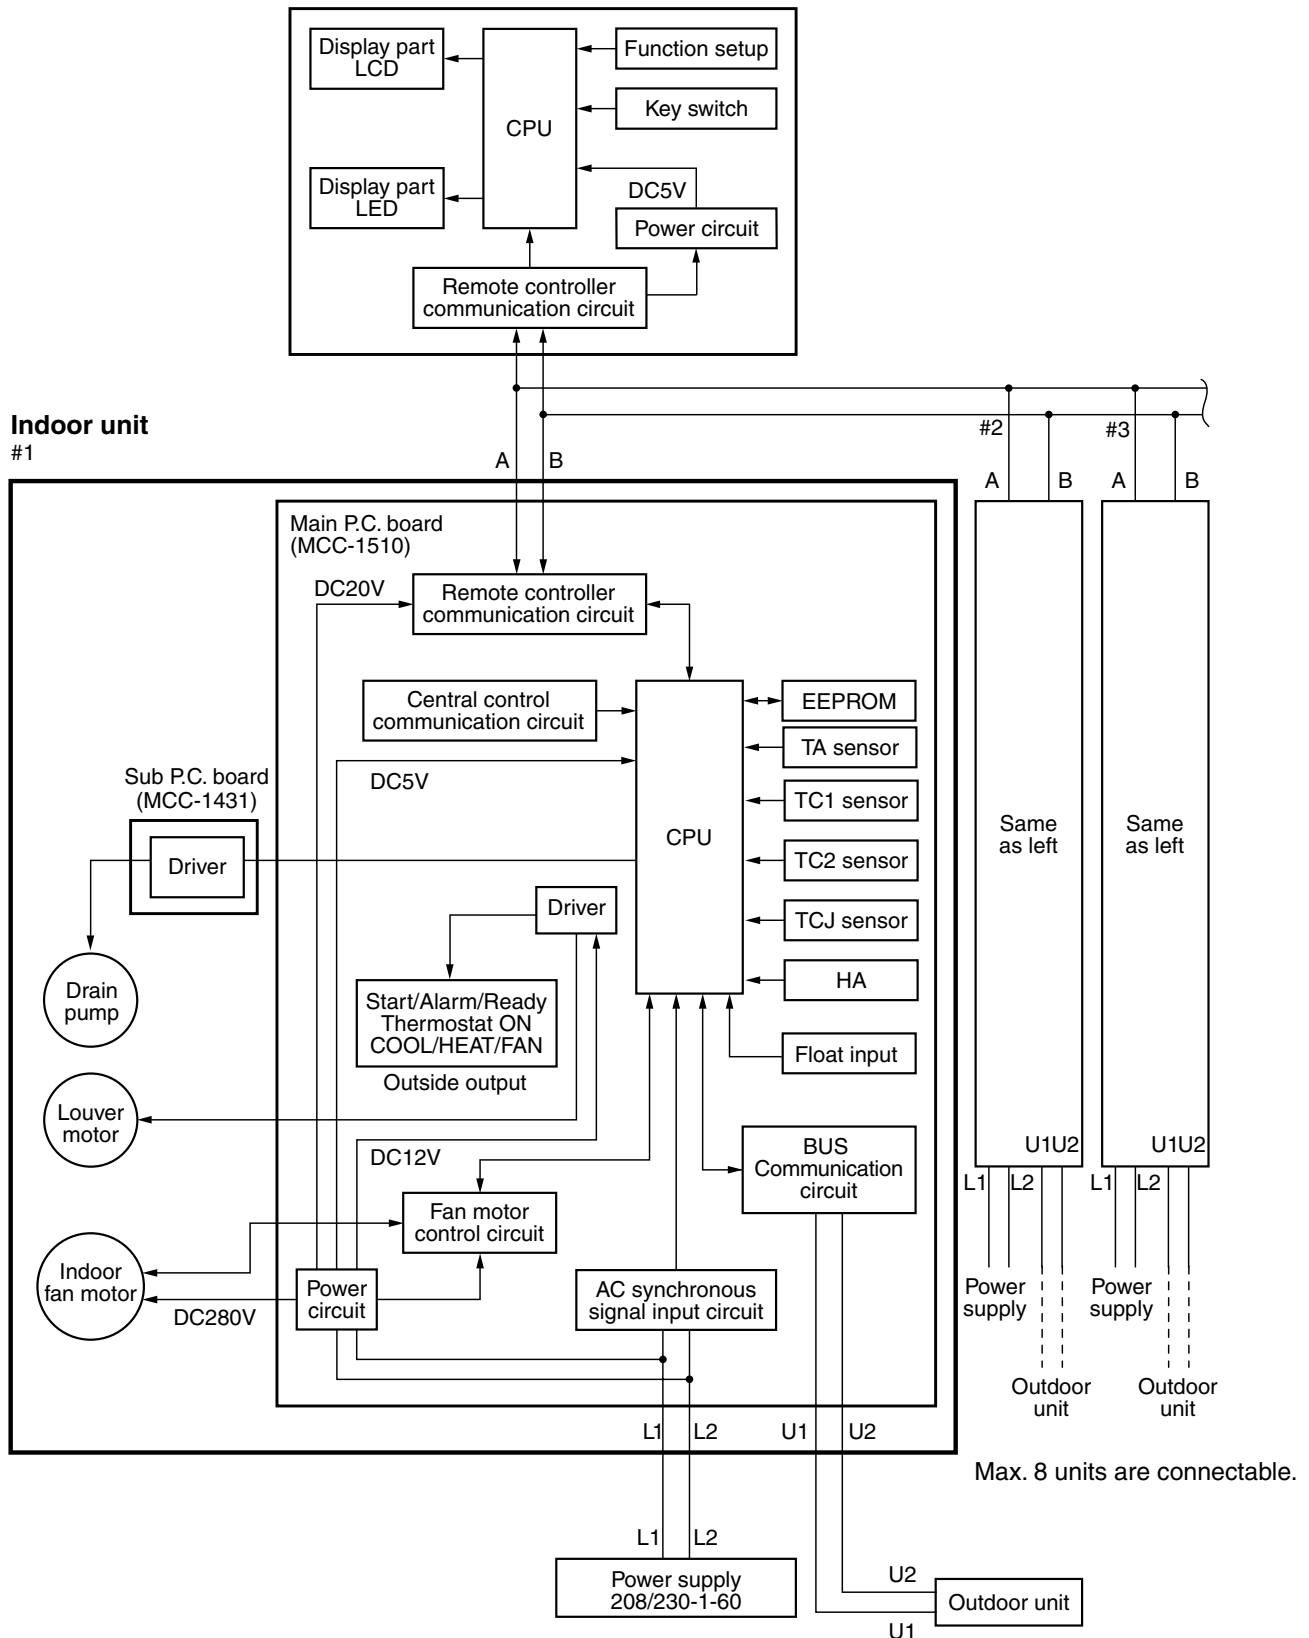 Display part
LCD
CPU
Function setup
Key switch
Display part
LED
DC5V
Power circuit
Remote controller
communication circuit
Indoor unit
#1
A
B
#2
#3
A
B
A
B
Main P.C. board
(MCC-1510)
DC20V
Remote controller
communication circuit
Central control
communication circuit
EEPROM
TA sensor
Sub P.C. board
(MCC-1431)
DC5V
TC1 sensor
CPU
Same
as left
Same
as left
Driver
TC2 sensor
Driver
TCJ sensor
HA
Drain
pump
Start/Alarm/Ready
Thermostat ON
COOL/HEAT/FAN
Outside output
Float input
Louver
motor
DC12V
BUS
Communication
circuit
U1U2
U1U2
L1
L2
L1
L2
Fan motor
control circuit
Indoor
fan motor
DC280V
Power
circuit
AC synchronous
signal input circuit
Power
supply
Power
supply
Outdoor
unit
Outdoor
unit
L1
L2
U1
U2
Max. 8 units are connectable.
L1
L2
Power supply
208/230-1-60
U2
Outdoor unit
U1